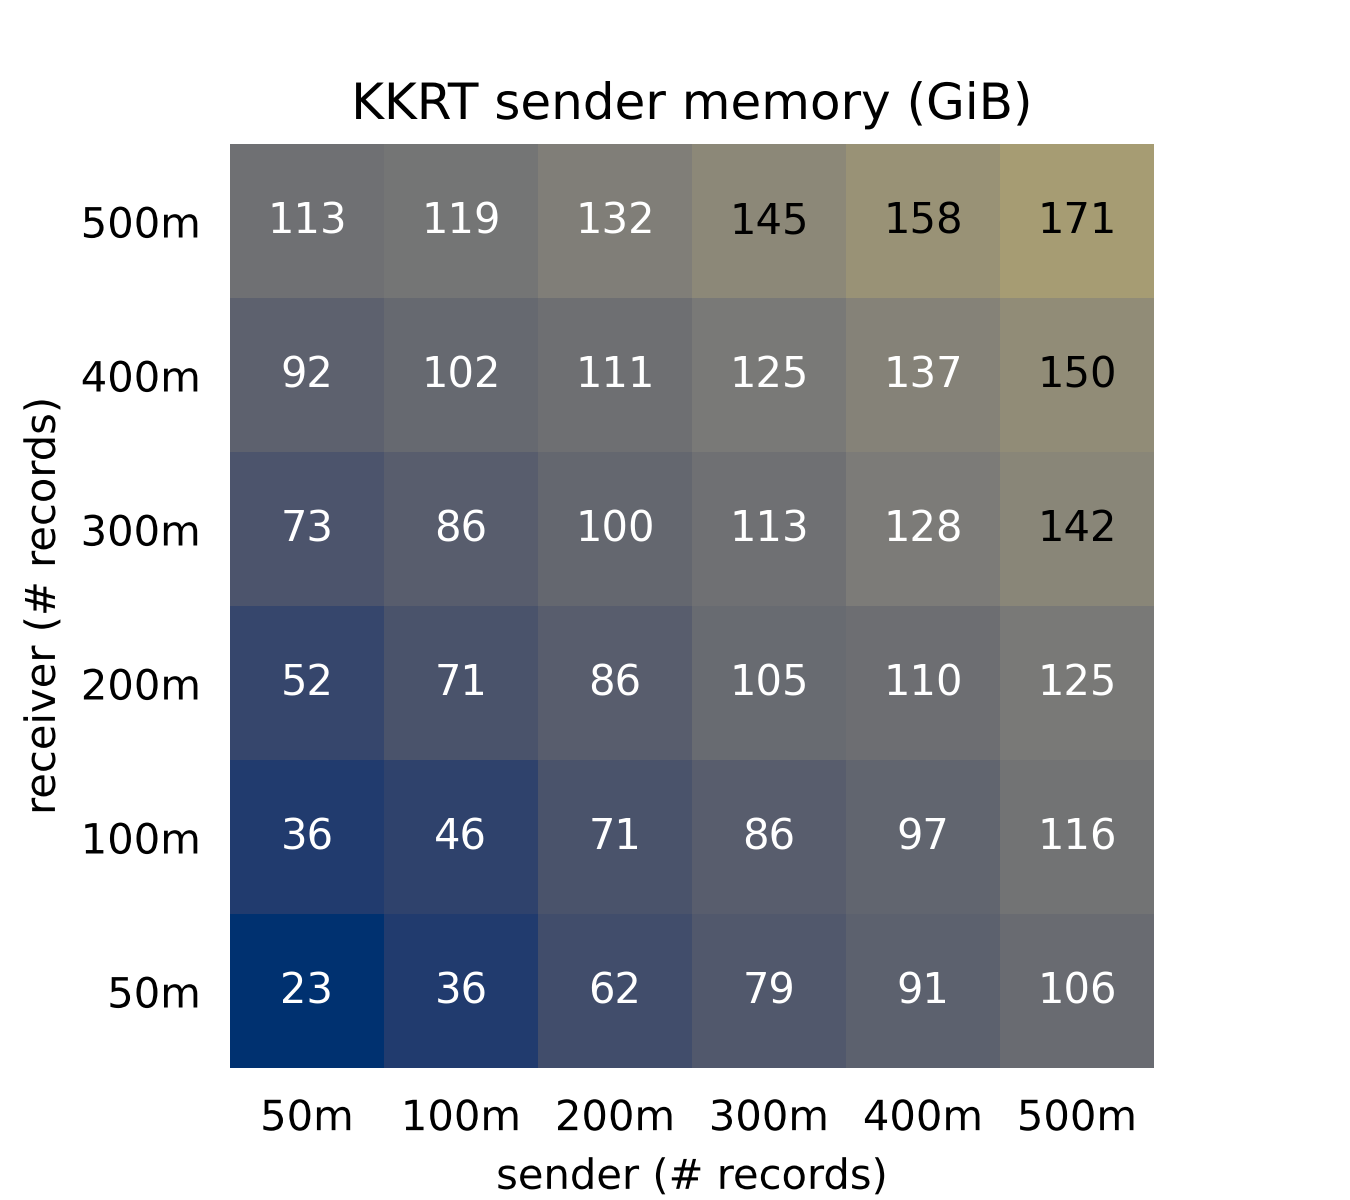 KKRT sender memory (GiB)
500m 113 119 132 145 158 171
400m 92 102 111 125 137 150
300m 73 86 100 113 128 142
200m 52 71 86 105 110 125
100m 36 46 71 86 97 116
50m 23 36 62 79 91 106
50m 100m 200m 300m 400m 500m
sender (# records)
receiver (# records)